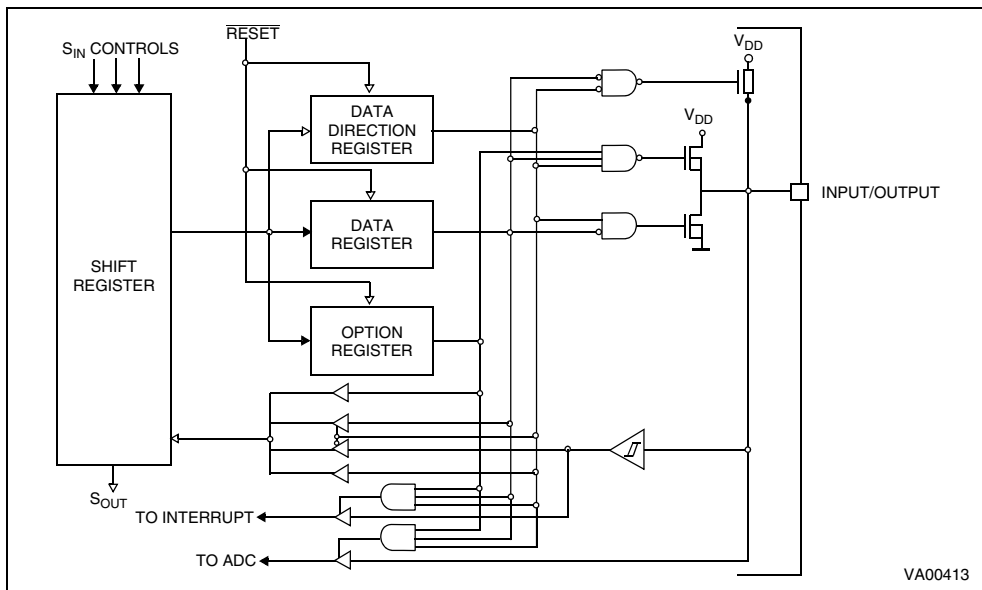 RESET
S_IN CONTROLS
V_DD
DATA
DIRECTION
REGISTER
V_DD
INPUT/OUTPUT
DATA
REGISTER
SHIFT
REGISTER
OPTION
REGISTER
S_OUT
TO INTERRUPT
TO ADC
VA00413